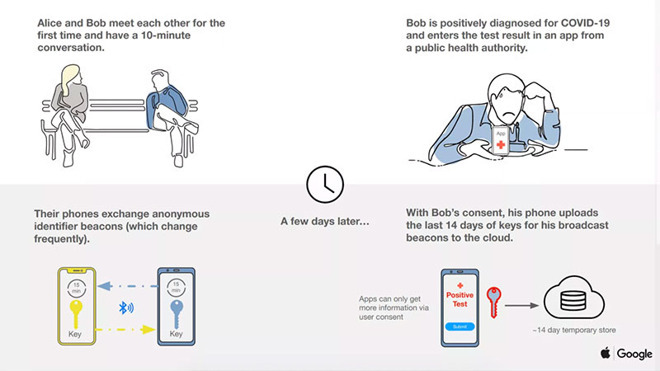 Alice and Bob meet each other for the
first time and have a 10-minute
conversation.
Bob is positively diagnosed for COVID-19
and enters the test result in an app from
a public health authority.
App
Their phones exchange anonymous
identifier beacons (which change
frequently).
15
min
Key
15
min
Key
A few days later…
With Bob's consent, his phone uploads
the last 14 days of keys for his broadcast
beacons to the cloud.
Apps can only get
more information via
user consent
Positive
Test
Submit
~14 day temporary store
Google